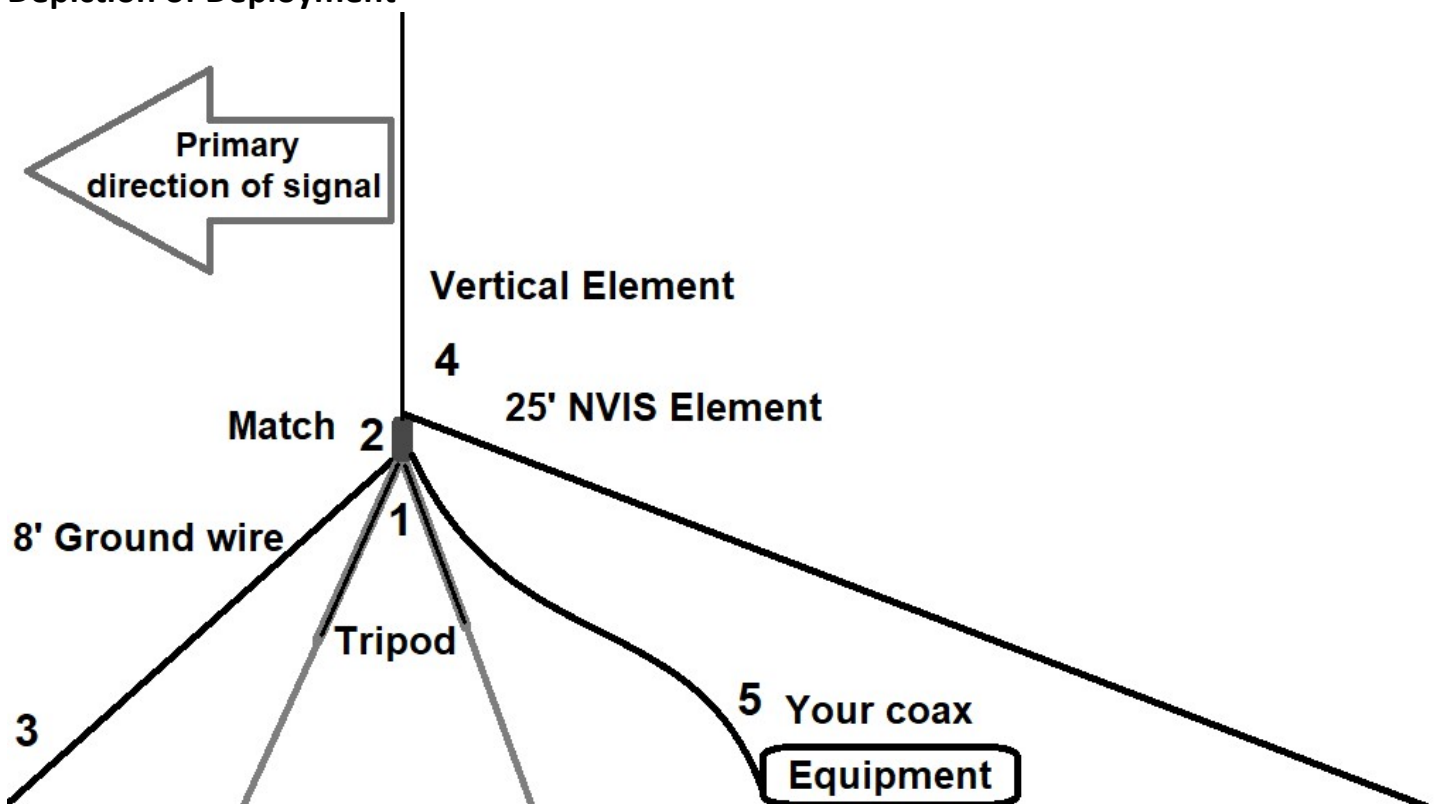 Depiction of Deployment
Primary
direction of signal
Vertical Element
4
25' NVIS Element
Match 2
8' Ground wire
1
Tripod
3
5 Your coax
Equipment